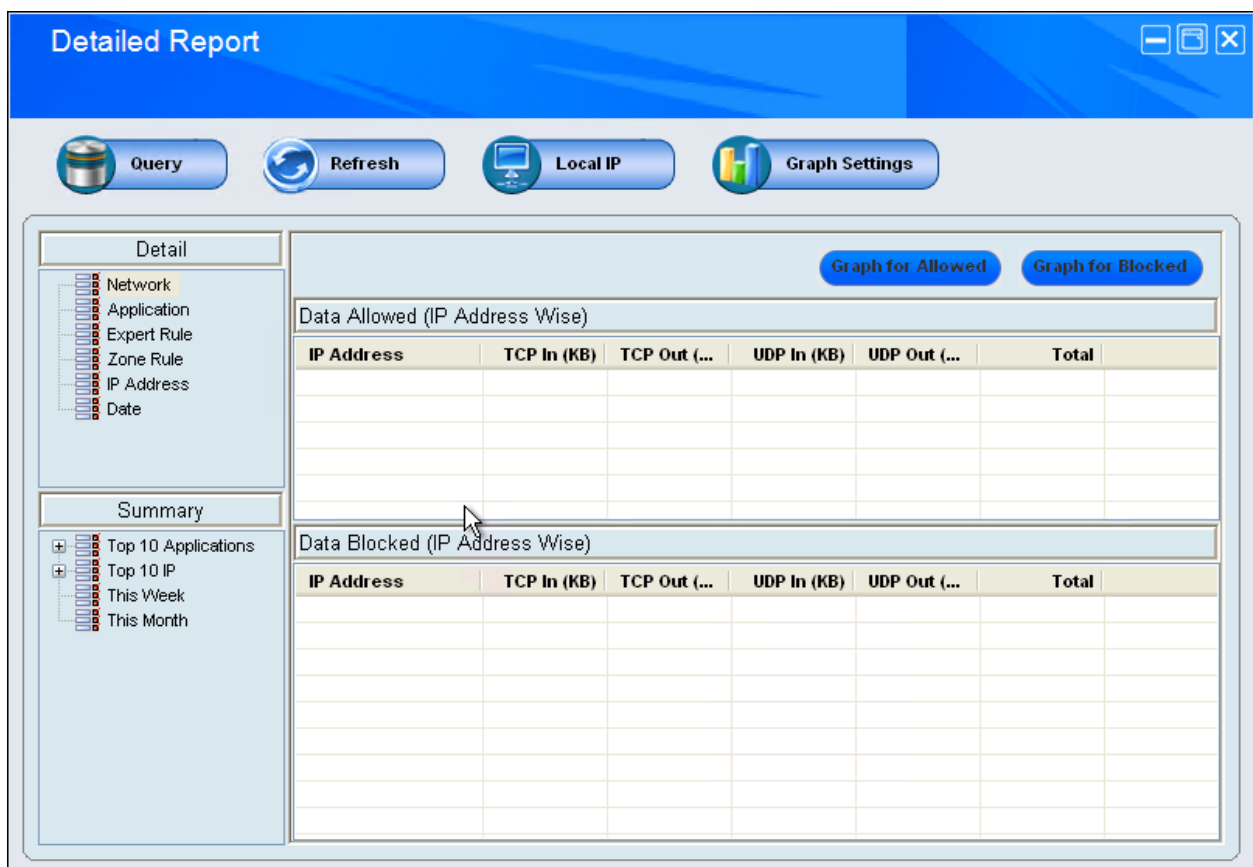 Detailed Report
Query
Refresh
Local IP
Graph Settings
Detail
Network
Application
Expert Rule
Zone Rule
IP Address
Date
Summary
Top 10 Applications
Top 10 IP
This Week
This Month
Graph for Allowed
Graph for Blocked
Data Allowed (IP Address Wise)
IP Address TCP In (KB) TCP Out (... UDP In (KB) UDP Out (... Total
Data Blocked (IP Address Wise)
IP Address TCP In (KB) TCP Out (... UDP In (KB) UDP Out (... Total